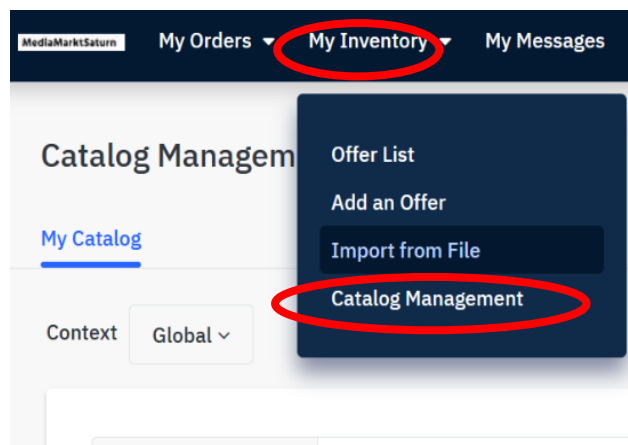 MediaMarktSaturn My Orders My Inventory My Messages
Catalog Managem
Offer List
Add an Offer
My Catalog
Import from File
Catalog Management
Context Global